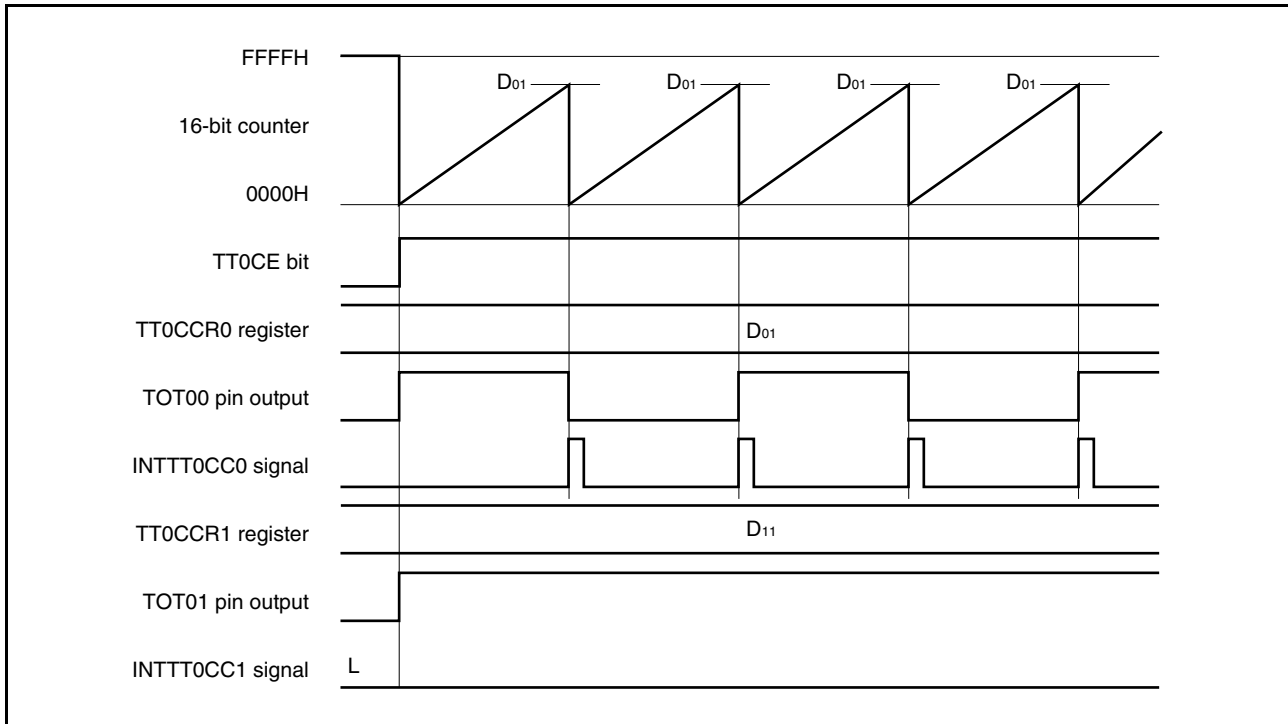 FFFFH
D01 D01 D01 D01
16-bit counter
0000H
TT0CE bit
TT0CCR0 register D01
TOT00 pin output
INTTT0CC0 signal
TT0CCR1 register D11
TOT01 pin output
INTTT0CC1 signal L